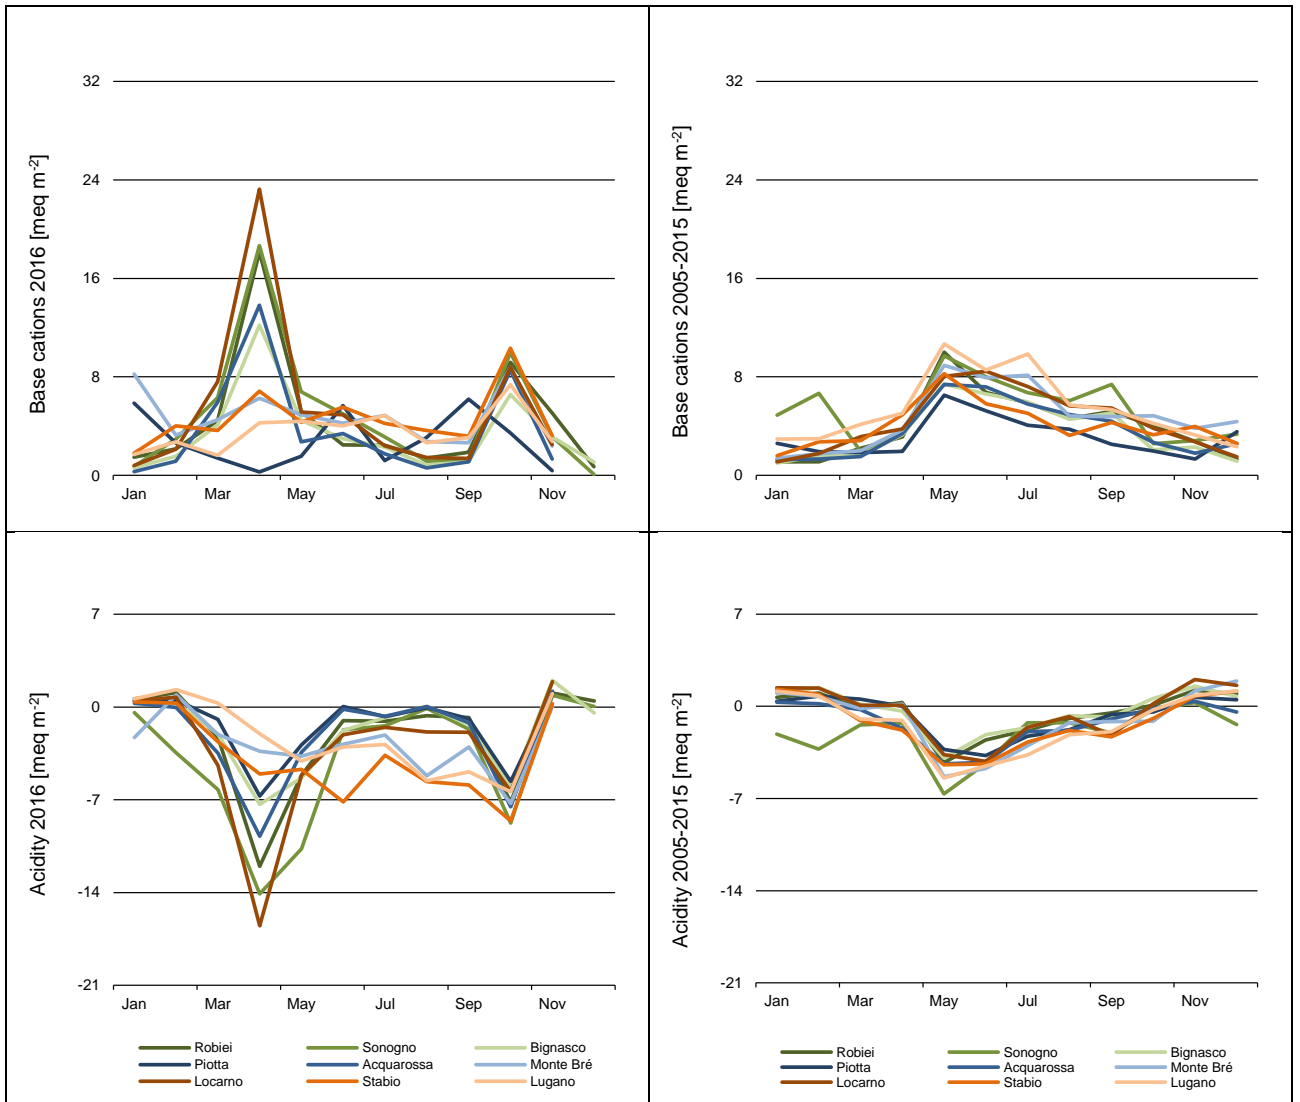 Base cations 2016 [meq m-2]
32
24
16
8
0
Jan Mar May Jul Sep Nov
Base cations 2005-2015 [meq m-2]
32
24
16
8
0
Jan Mar May Jul Sep Nov
Acidity 2016 [meq m-2]
7
0
-7
-14
-21
Jan Mar May Jul Sep Nov
Robiei Sonogno Bignasco
Piotta Acquarossa Monte Bré
Locarno Stabio Lugano
Acidity 2005-2015 [meq m-2]
7
0
-7
-14
-21
Jan Mar May Jul Sep Nov
Robiei Sonogno Bignasco
Piotta Acquarossa Monte Bré
Locarno Stabio Lugano